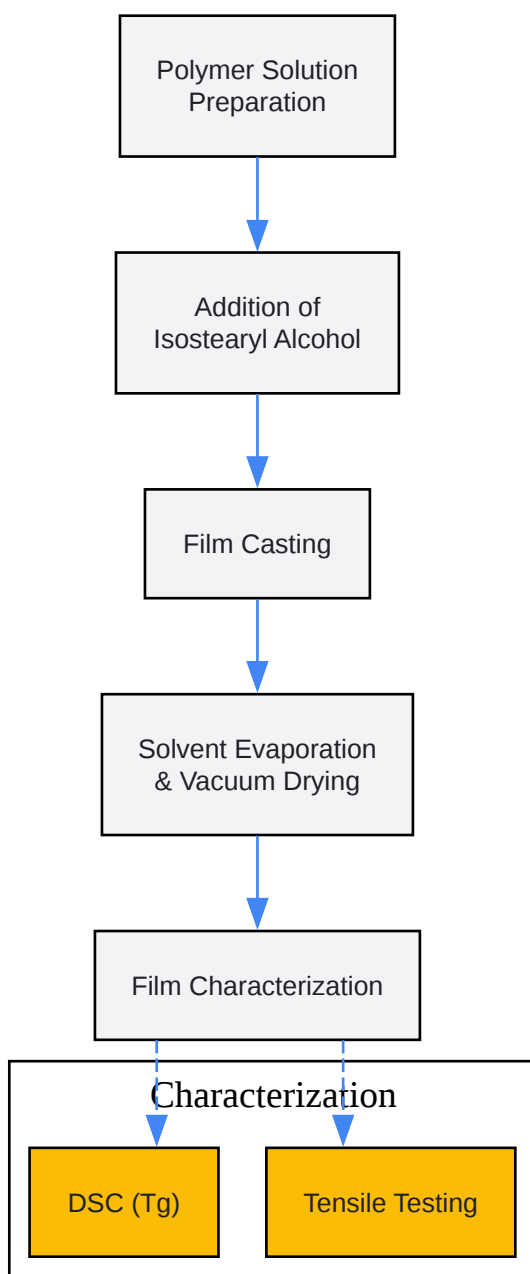 Polymer Solution
Preparation
Addition of
Isostearyl Alcohol
Film Casting
Solvent Evaporation
& Vacuum Drying
Film Characterization
Characterization
DSC (Tg)
Tensile Testing